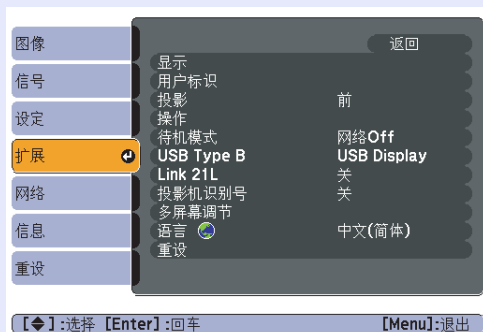 图像
信号
设定
扩展
网络
信息
重设
返回
显示
用户标识
投影 前
操作
待机模式 网络Off
USB Type B USB Display
Link 21L 关
投影机识别号 关
多屏幕调节
语言 中文(简体)
重设
[◆]:选择 [Enter]:回车 [Menu]:退出